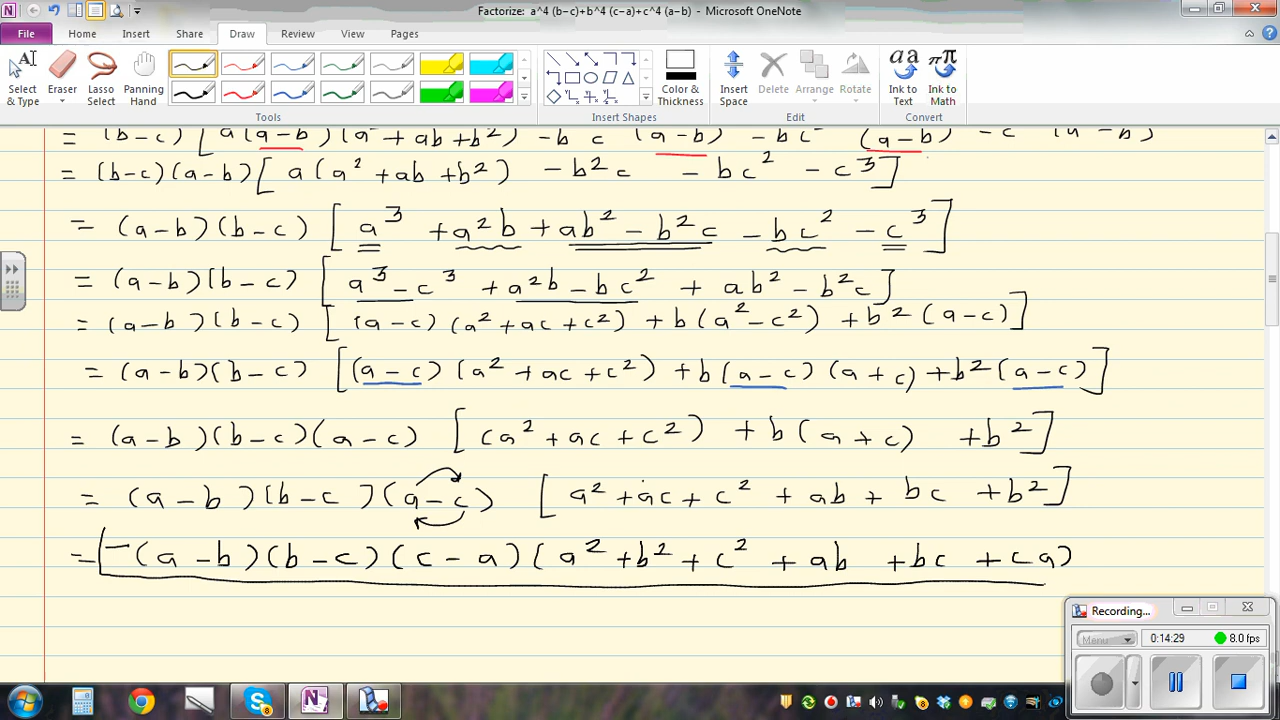 Factorize: a^4 (b−c)+b^4 (c−a)+c^4 (a−b) - Microsoft OneNote
File Home Insert Share Draw Review View Pages
Select & Type
Eraser
Lasso Select
Panning Hand
Color & Thickness
Insert Space
Delete
Arrange
Rotate
Ink to Text
Ink to Math
Tools
Insert Shapes
Edit
Convert
= (b-c)(a-b)[a(a² + ab + b²) - b²c - bc² - c³]
= (a-b)(b-c) [a³ + a²b + ab² - b²c - bc² - c³]
= (a-b)(b-c) [a³ - c³ + a²b - bc² + ab² - b²c]
= (a-b)(b-c) [(a-c)(a² + ac + c²) + b(a² - c²) + b²(a-c)]
= (a-b)(b-c) [(a-c)(a² + ac + c²) + b(a-c)(a+c) + b²(a-c)]
= (a-b)(b-c)(a-c) [(a² + ac + c²) + b(a+c) + b²]
= (a-b)(b-c)(a-c) [a² + ac + c² + ab + bc + b²]
= -(a-b)(b-c)(c-a)(a² + b² + c² + ab + bc + ca)
Recording...
Menu
0:14:29
8.0 fps